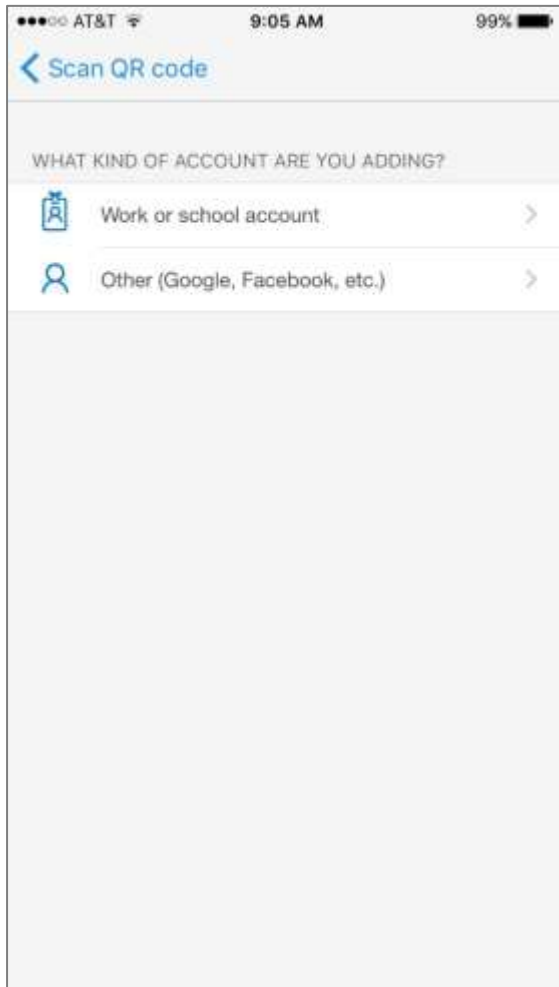 AT&T 9:05 AM 99%
Scan QR code
WHAT KIND OF ACCOUNT ARE YOU ADDING?
Work or school account
Other (Google, Facebook, etc.)